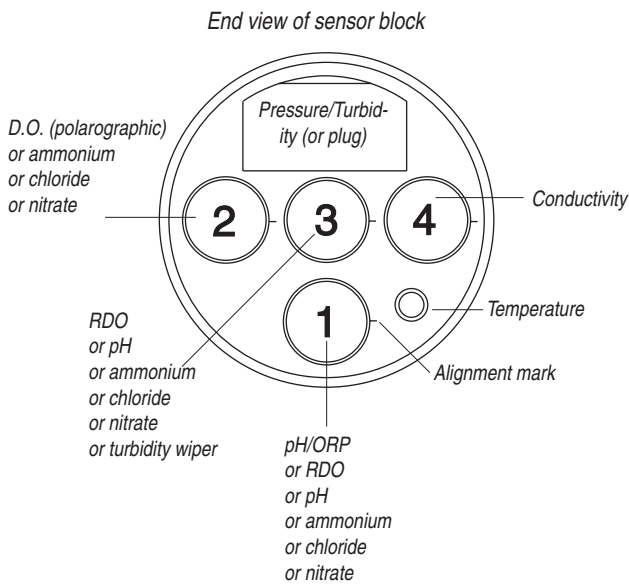 End view of sensor block
Pressure/Turbid-
ity (or plug)
D.O. (polarographic)
or ammonium
or chloride
or nitrate
2
3
4
Conductivity
1
Temperature
Alignment mark
RDO
or pH
or ammonium
or chloride
or nitrate
or turbidity wiper
pH/ORP
or RDO
or pH
or ammonium
or chloride
or nitrate